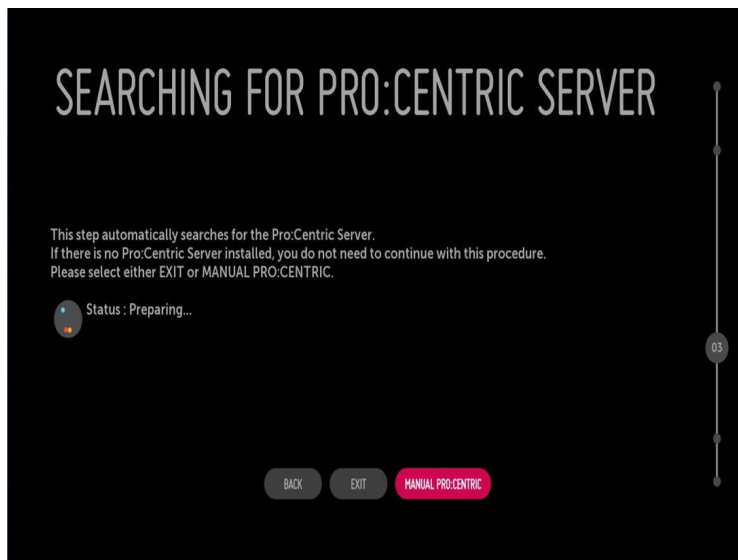 SEARCHING FOR PRO:CENTRIC SERVER
This step automatically searches for the Pro:Centric Server.
If there is no Pro:Centric Server installed, you do not need to continue with this procedure.
Please select either EXIT or MANUAL PRO:CENTRIC.
Status : Preparing...
03
BACK EXIT MANUAL PRO:CENTRIC